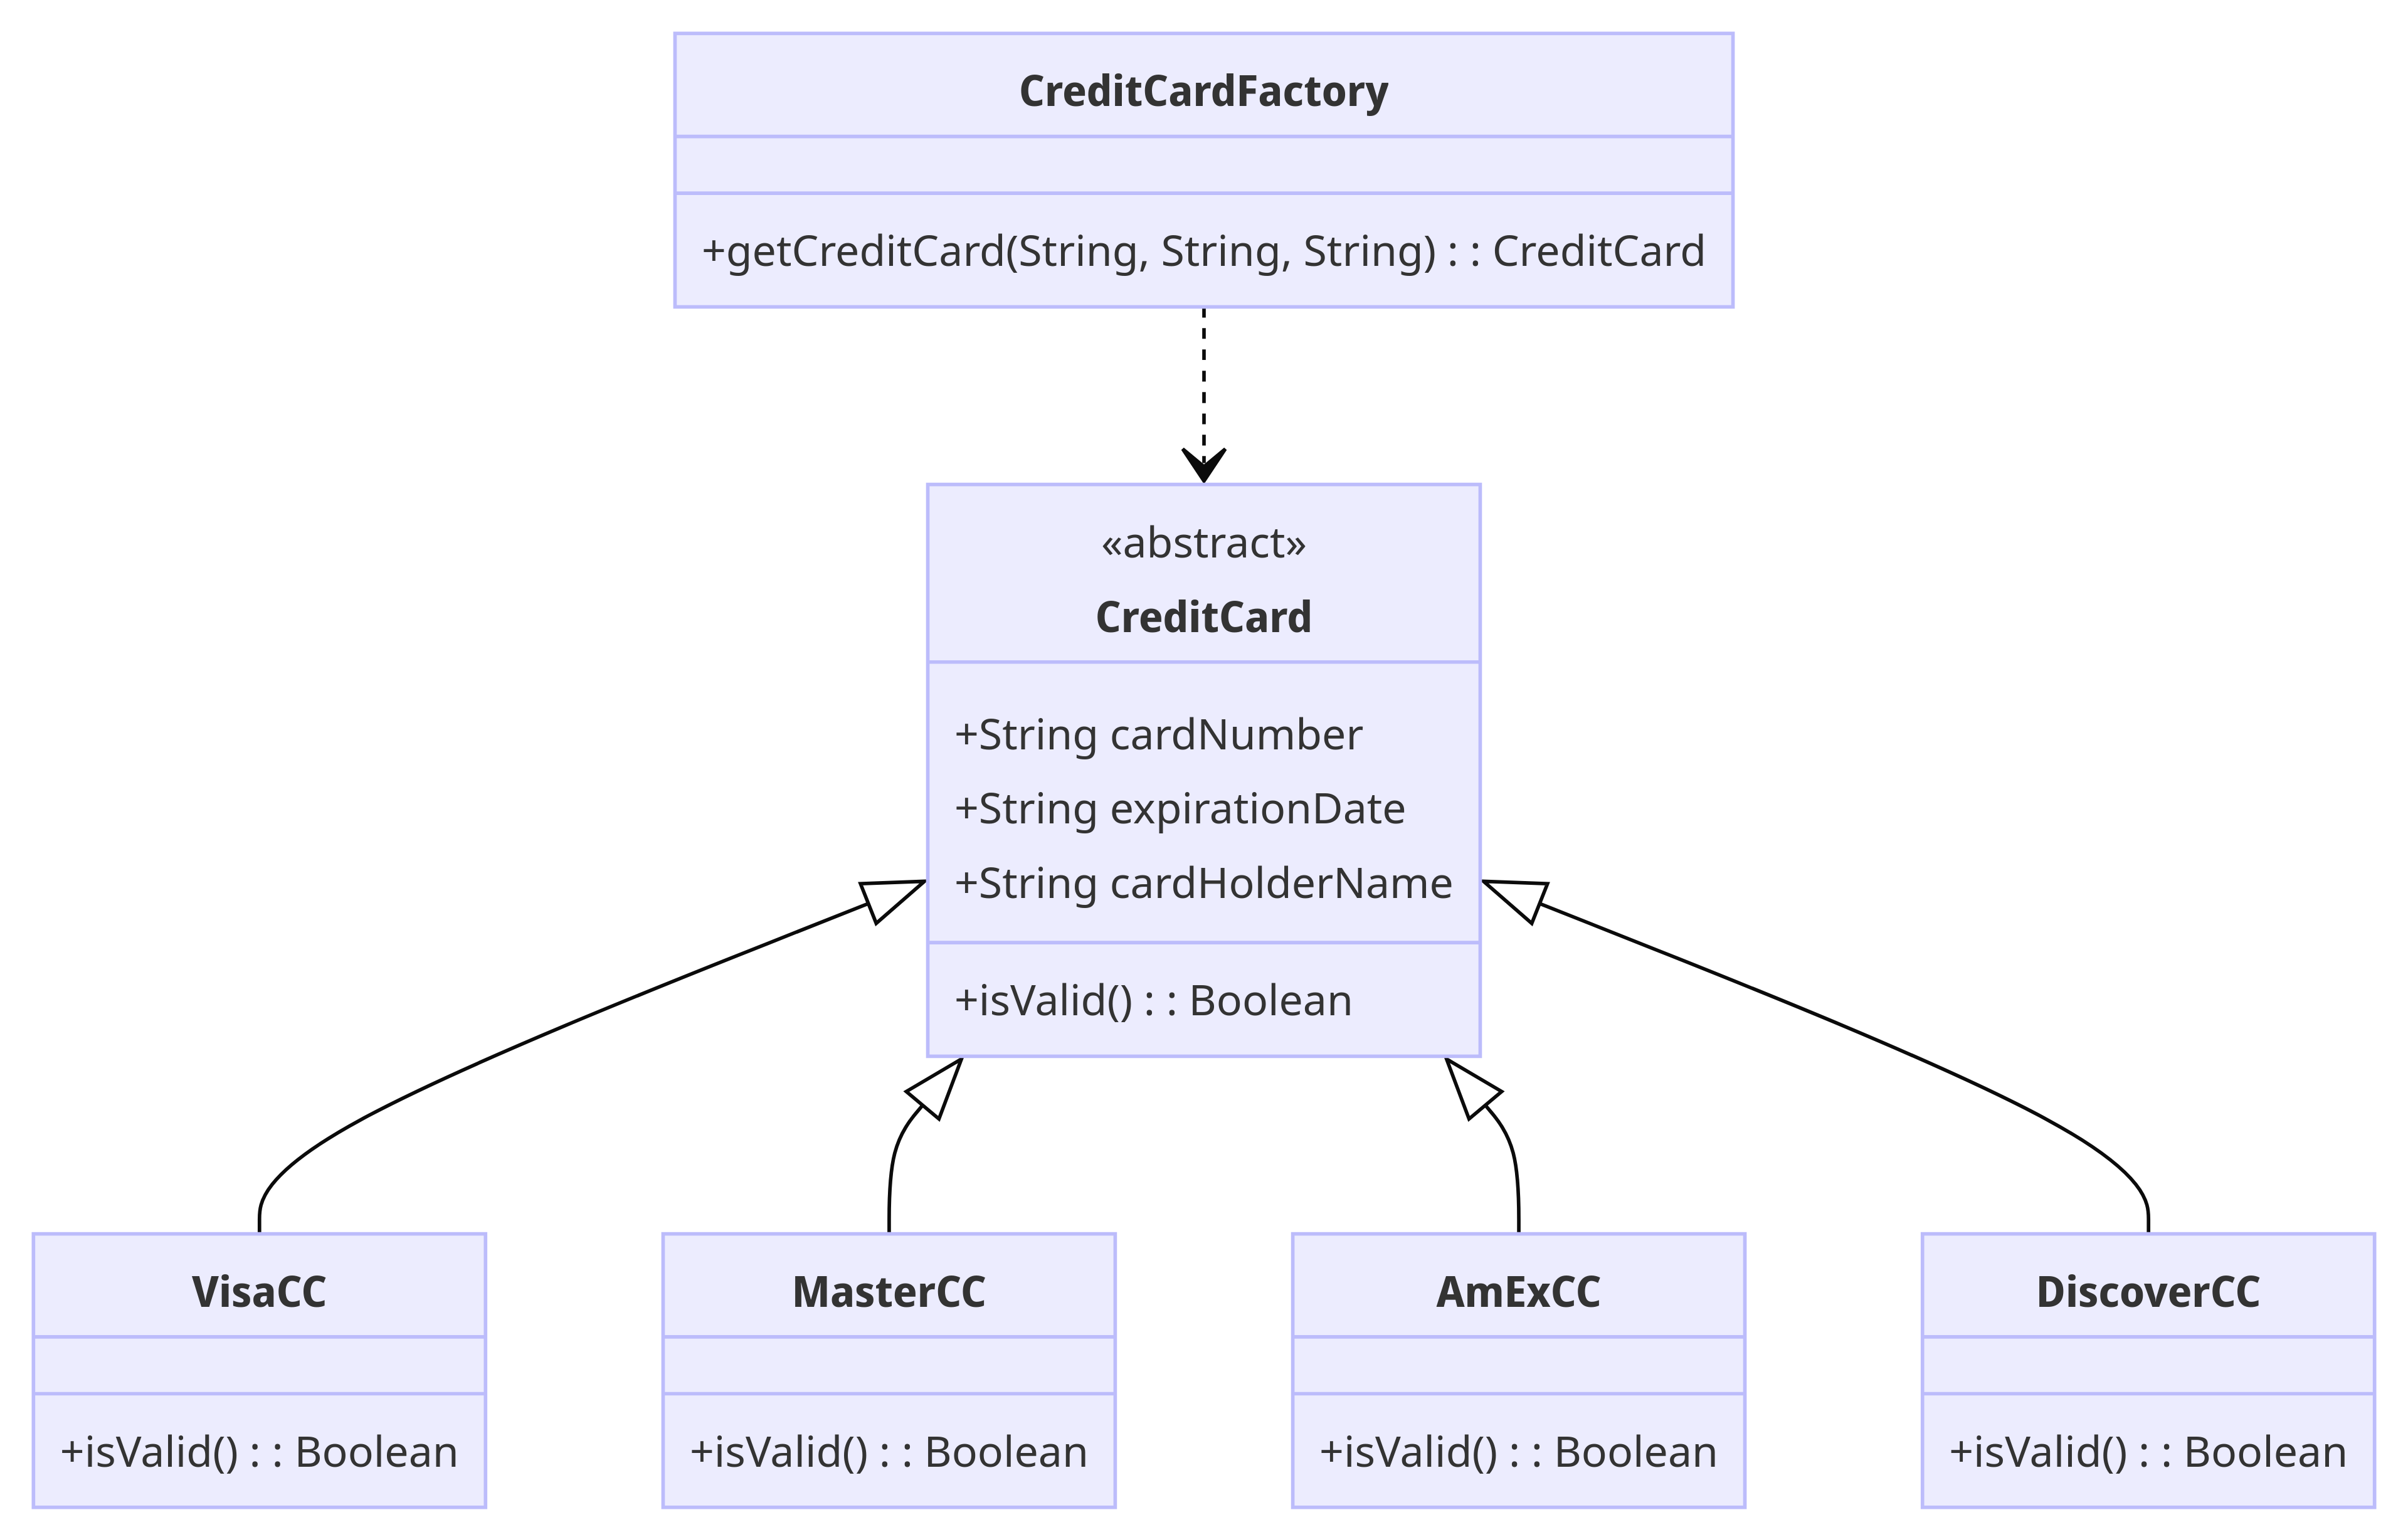 CreditCardFactory
+getCreditCard(String, String, String) : : CreditCard
«abstract»
CreditCard
+String cardNumber
+String expirationDate
+String cardHolderName
+isValid() : : Boolean
VisaCC
+isValid() : : Boolean
MasterCC
+isValid() : : Boolean
AmExCC
+isValid() : : Boolean
DiscoverCC
+isValid() : : Boolean